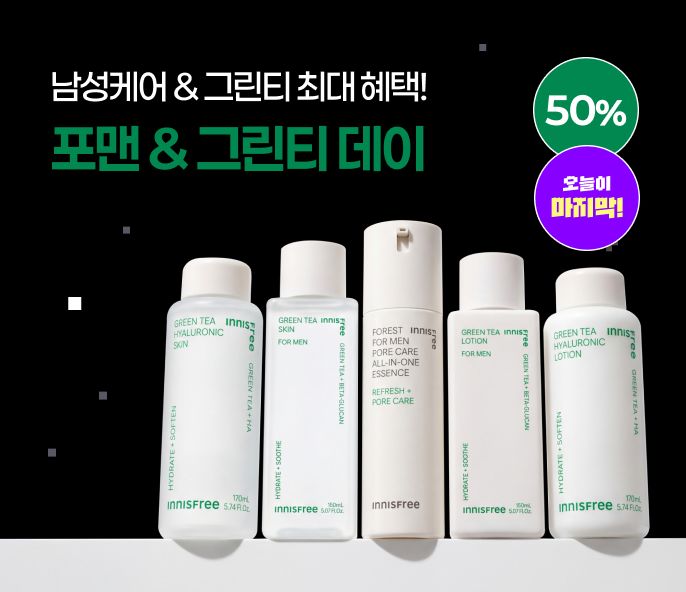 남성케어 & 그린티 최대 혜택!
포맨 & 그린티 데이
50%
오늘이
마지막!
GREEN TEA
HYALURONIC
SKIN
innisfree
GREEN TEA + HA
HYDRATE + SOFTEN
innisfree
170mL
5.74 Fl.Oz.
GREEN TEA
SKIN
FOR MEN
innisfree
GREEN TEA + BETA-GLUCAN
HYDRATE + SOOTHE
innisfree
150mL
5.07 Fl.Oz.
FOREST
FOR MEN
PORE CARE
ALL-IN-ONE
ESSENCE
innisfree
REFRESH +
PORE CARE
innisfree
GREEN TEA
LOTION
FOR MEN
innisfree
GREEN TEA + BETA-GLUCAN
HYDRATE + SOOTHE
innisfree
150mL
5.07 Fl.Oz.
GREEN TEA
HYALURONIC
LOTION
innisfree
GREEN TEA + HA
HYDRATE + SOFTEN
innisfree
170mL
5.74 Fl.Oz.